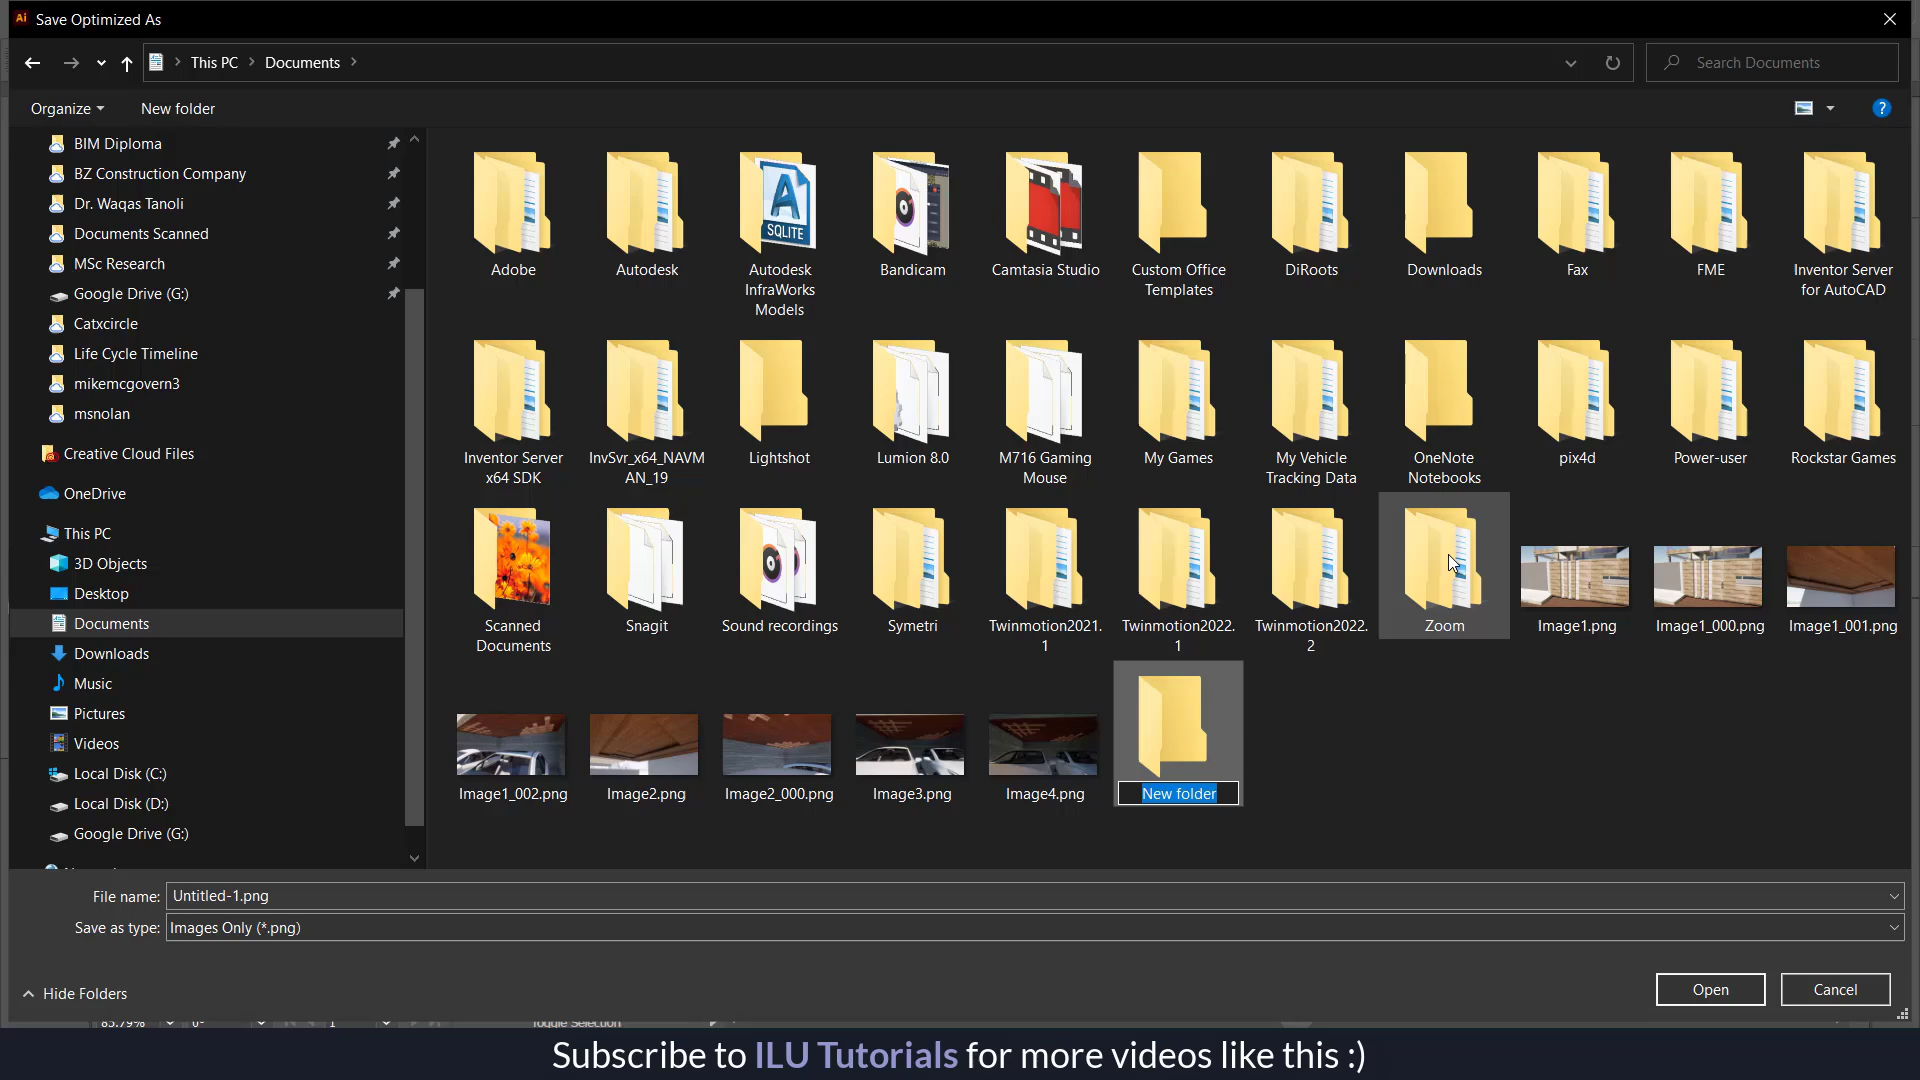 Ai Save Optimized As
This PC
Documents
Search Documents
Organize
New folder
?
BIM Diploma
BZ Construction Company
Dr. Waqas Tanoli
Documents Scanned
MSc Research
Google Drive (G:)
Catxcircle
Life Cycle Timeline
mikemcgovern3
msnolan
Creative Cloud Files
OneDrive
This PC
3D Objects
Desktop
Documents
Downloads
Music
Pictures
Videos
Local Disk (C:)
Local Disk (D:)
Google Drive (G:)
SQLITE
Adobe
Autodesk
Autodesk
InfraWorks
Models
Bandicam
Camtasia Studio
Custom Office
Templates
DiRoots
Downloads
Fax
FME
Inventor Server
for AutoCAD
Inventor Server
x64 SDK
InvSvr_x64_NAVM
AN_19
Lightshot
Lumion 8.0
M716 Gaming
Mouse
My Games
My Vehicle
Tracking Data
OneNote
Notebooks
pix4d
Power-user
Rockstar Games
Scanned
Documents
Snagit
Sound recordings
Symetri
Twinmotion2021.
1
Twinmotion2022.
1
Twinmotion2022.
2
Zoom
Image1.png
Image1_000.png
Image1_001.png
Image1_002.png
Image2.png
Image2_000.png
Image3.png
Image4.png
New folder
File name: Untitled-1.png
Save as type: Images Only (*.png)
Hide Folders
Open
Cancel
Toggle Selection
Subscribe to ILU Tutorials for more videos like this :)